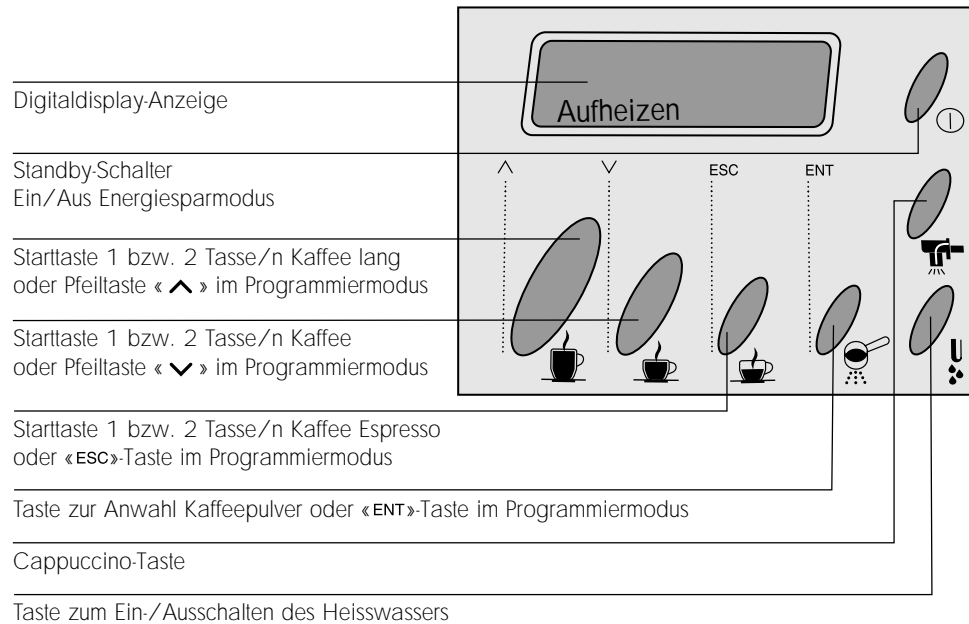 Aufheizen
ESC
ENT
Digitaldisplay-Anzeige
Standby-Schalter
Ein/Aus Energiesparmodus
Starttaste 1 bzw. 2 Tasse/n Kaffee lang
oder Pfeiltaste « ∧ » im Programmiermodus
Starttaste 1 bzw. 2 Tasse/n Kaffee
oder Pfeiltaste « ∨ » im Programmiermodus
Starttaste 1 bzw. 2 Tasse/n Kaffee Espresso
oder «ESC»-Taste im Programmiermodus
Taste zur Anwahl Kaffeepulver oder «ENT»-Taste im Programmiermodus
Cappuccino-Taste
Taste zum Ein-/Ausschalten des Heisswassers